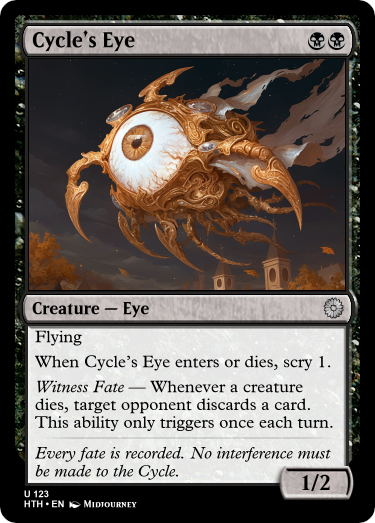 Cycle's Eye
Creature — Eye
Flying
When Cycle's Eye enters or dies, scry 1.
Witness Fate — Whenever a creature
dies, target opponent discards a card.
This ability only triggers once each turn.
Every fate is recorded. No interference must
be made to the Cycle.
1/2
U 123
HTH • EN Midjourney